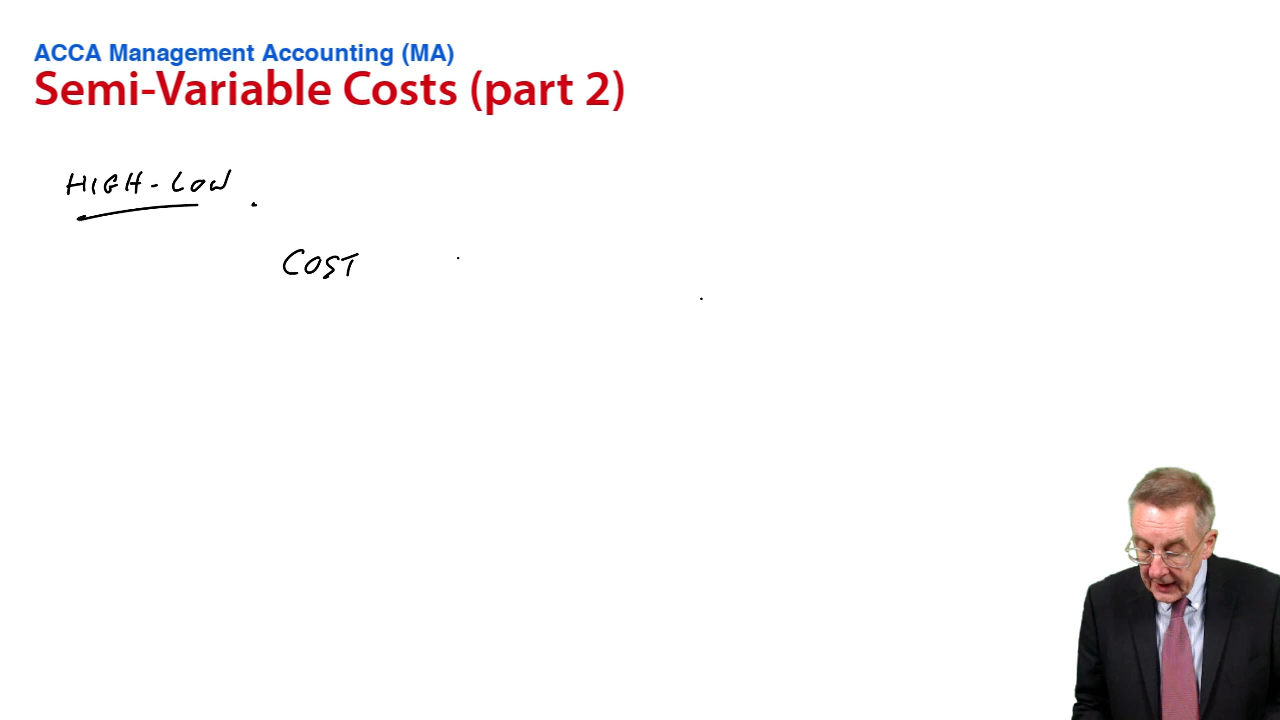 ACCA Management Accounting (MA)
Semi-Variable Costs (part 2)
HIGH-LOW
COST